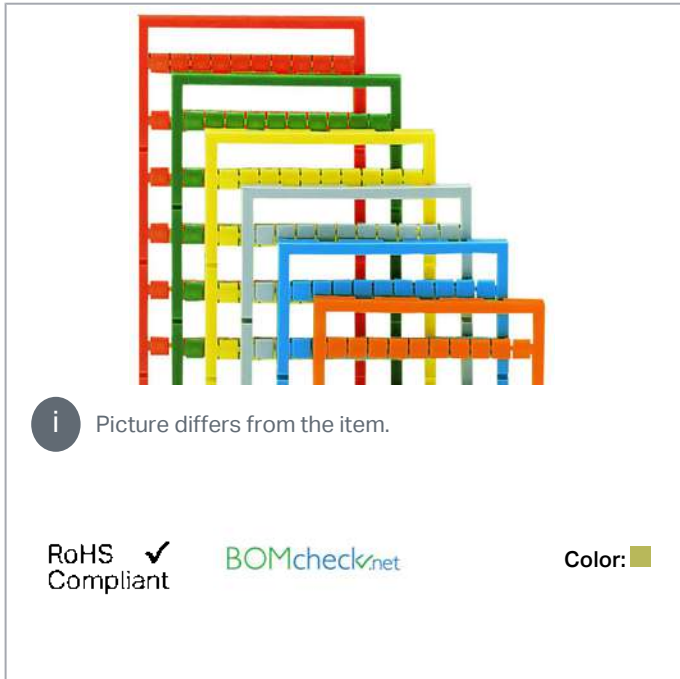 i Picture differs from the item.
RoHS ✓
Compliant
BOMcheck.net
Color: